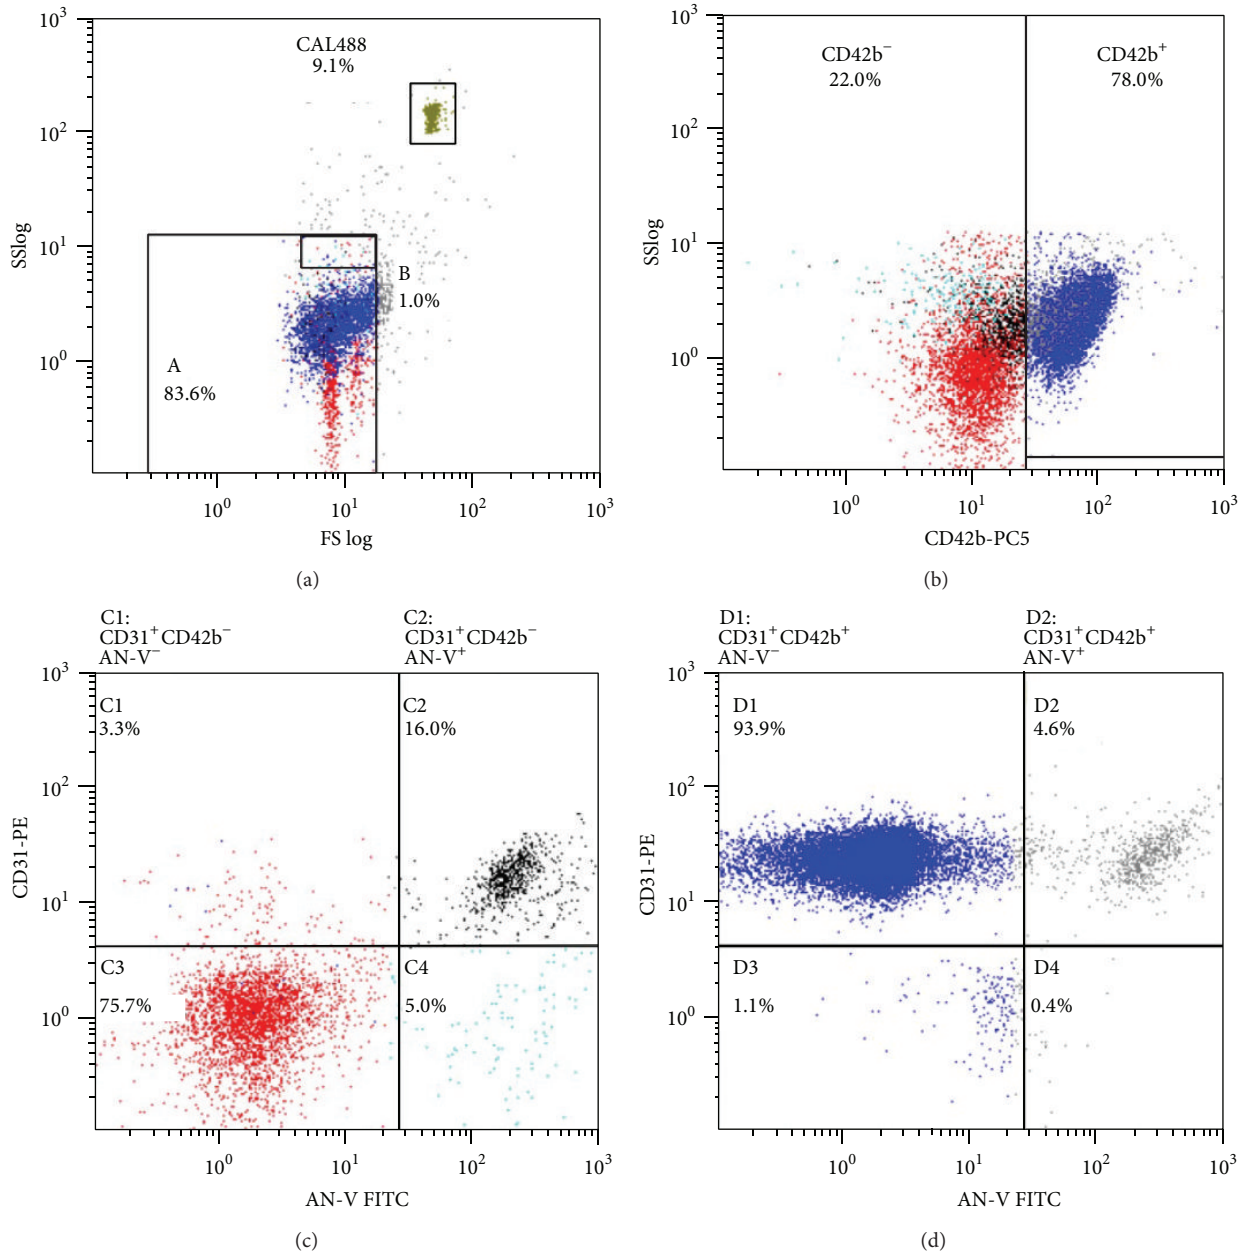 CAL488
9.1%
10³
10²
10¹
10⁰
SSlog
A
83.6%
B
1.0%
10⁰ 10¹ 10² 10³
FS log
(a)
CD42b⁻
22.0%
CD42b⁺
78.0%
10³
10²
10¹
10⁰
SSlog
10⁰ 10¹ 10² 10³
CD42b-PC5
(b)
C1:
CD31⁺CD42b⁻
AN-V⁻
C2:
CD31⁺CD42b⁻
AN-V⁺
10³
10²
10¹
10⁰
CD31-PE
C1
3.3%
C2
16.0%
C3
75.7%
C4
5.0%
10⁰ 10¹ 10² 10³
AN-V FITC
(c)
D1:
CD31⁺CD42b⁺
AN-V⁻
D2:
CD31⁺CD42b⁺
AN-V⁺
10³
10²
10¹
10⁰
CD31-PE
D1
93.9%
D2
4.6%
D3
1.1%
D4
0.4%
10⁰ 10¹ 10² 10³
AN-V FITC
(d)